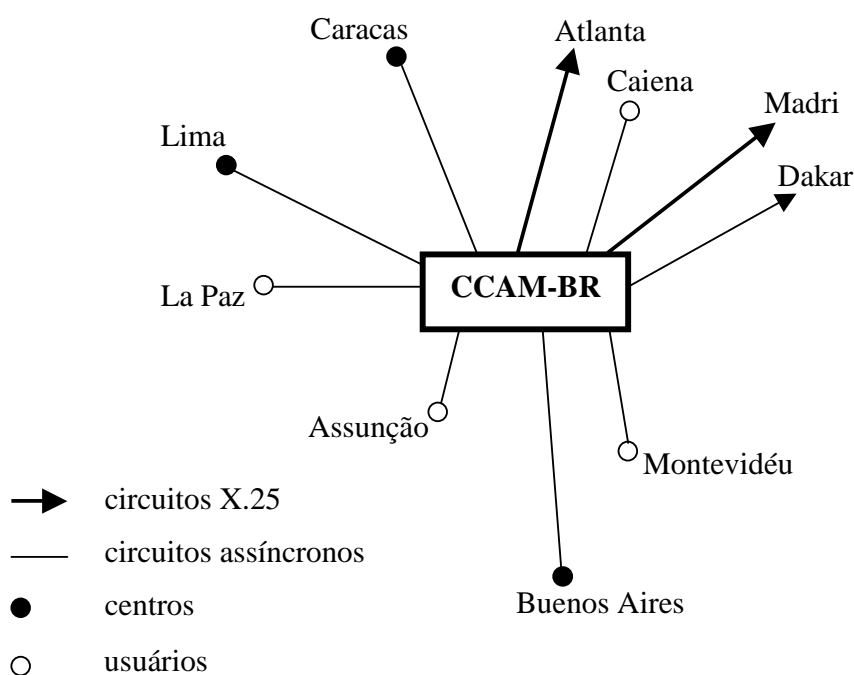 Caracas
Atlanta
Caiena
Madri
Lima
Dakar
La Paz
CCAM-BR
Assunção
Montevidéu
circuitos X.25
circuitos assíncronos
centros
Buenos Aires
usuários